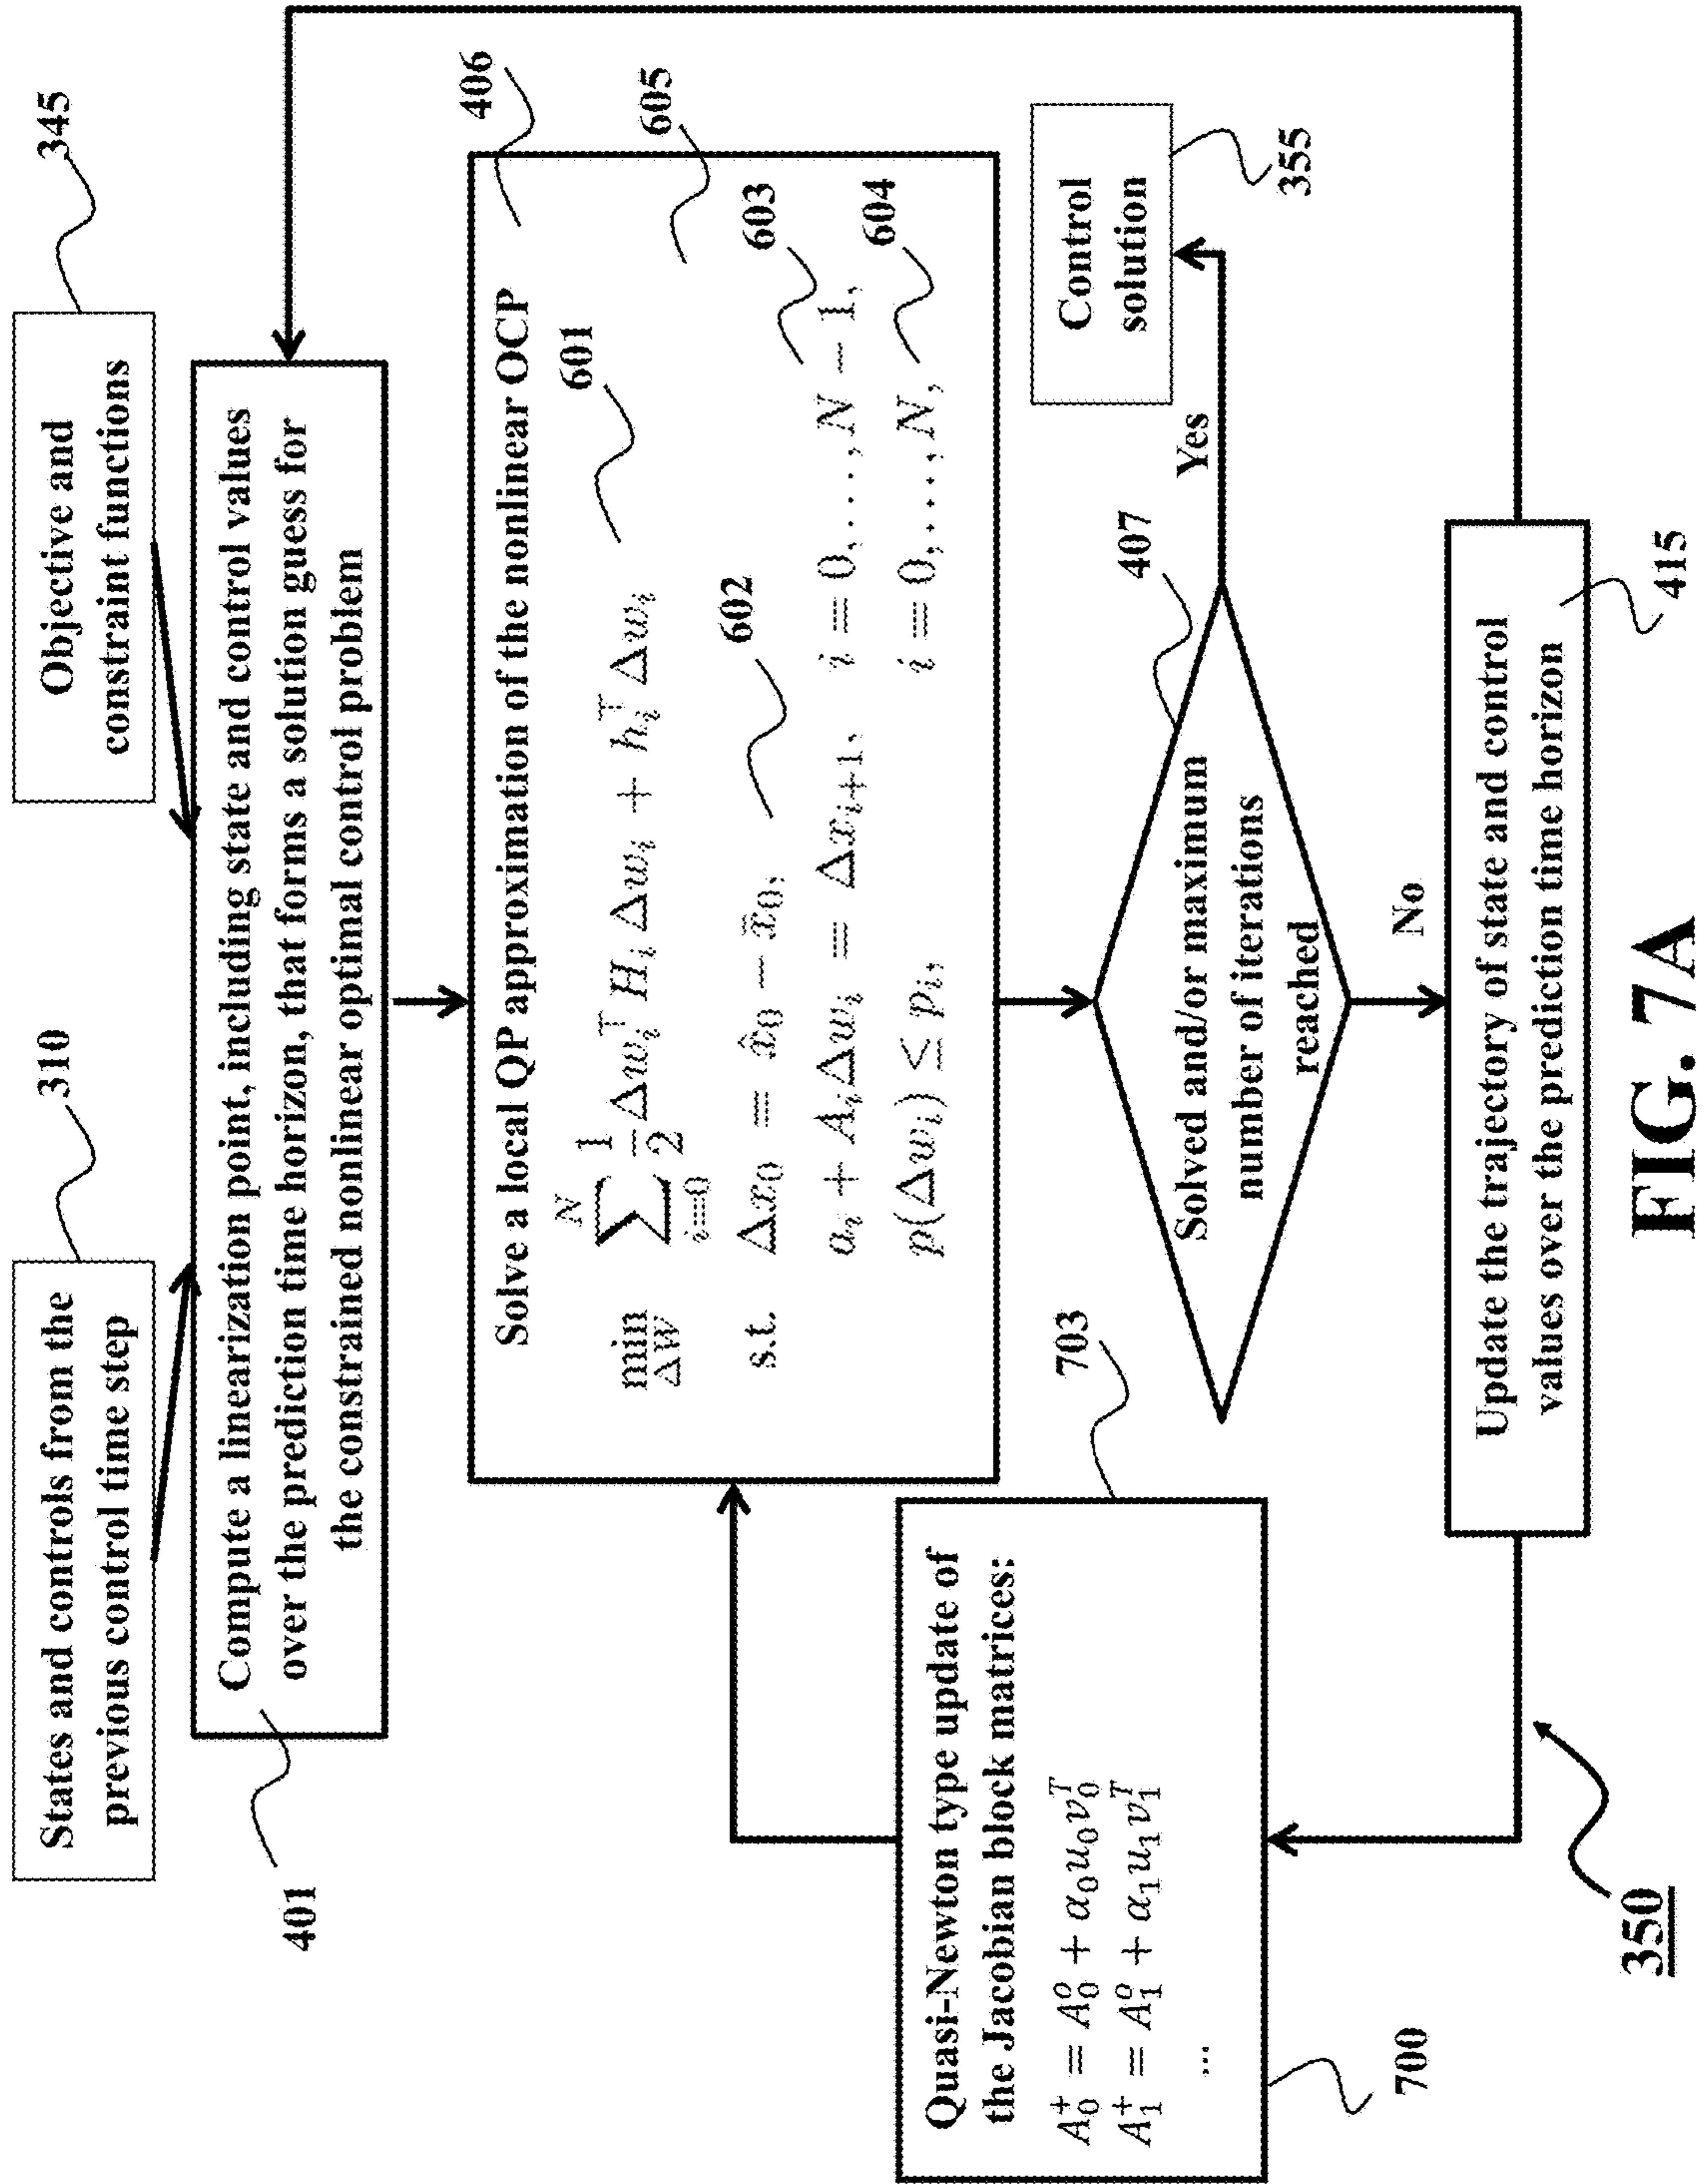 States and controls from the
previous control time step
310
Objective and
constraint functions
345
401
Compute a linearization point, including state and control values
over the prediction time horizon, that forms a solution guess for
the constrained nonlinear optimal control problem
406
Solve a local QP approximation of the nonlinear OCP
605
601
min ΔW ∑_{i=0}^{N} 1/2 Δw_i^⊤ H_i Δw_i + h_i^⊤ Δw_i
602
s.t. Δx_0 = x̂_0 − x̄_0,
603
a_i + A_i Δw_i = Δx_{i+1}, i = 0, . . . , N − 1,
604
p(Δw_i) ≤ p_i, i = 0, . . . , N,
Quasi-Newton type update of
the Jacobian block matrices:
A_0^+ = A_0^o + α_0 u_0 v_0^T
A_1^+ = A_1^o + α_1 u_1 v_1^T
...
700
703
407
Solved and/or maximum
number of iterations
reached
Yes
Control
solution
355
No
Update the trajectory of state and control
values over the prediction time horizon
415
350
FIG. 7A